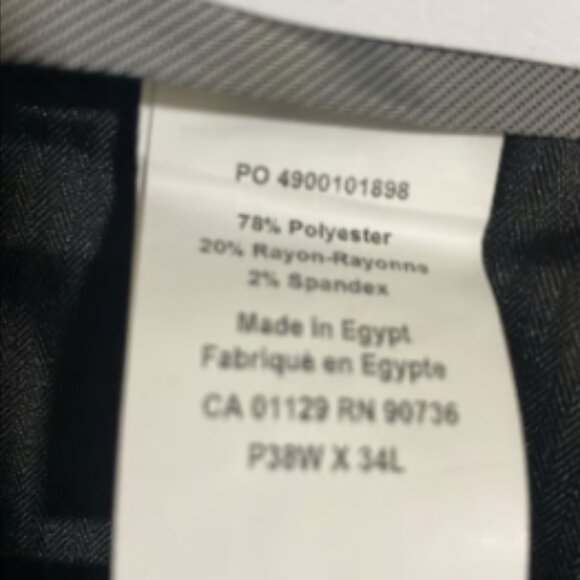 PO 4900101898
78% Polyester
20% Rayon-Rayonne
2% Spandex
Made in Egypt
Fabriqué en Egypte
CA 01129 RN 90736
P38W X 34L